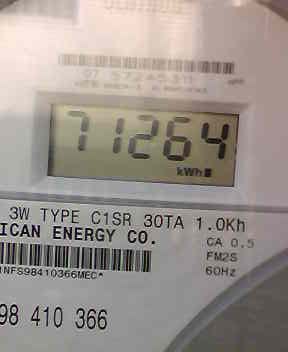 71264
kWh
3W TYPE C1SR 30TA 1.0Kh
ICAN ENERGY CO.
CA 0.5
FM2S
60Hz
1NFS98410366MEC*
98 410 366